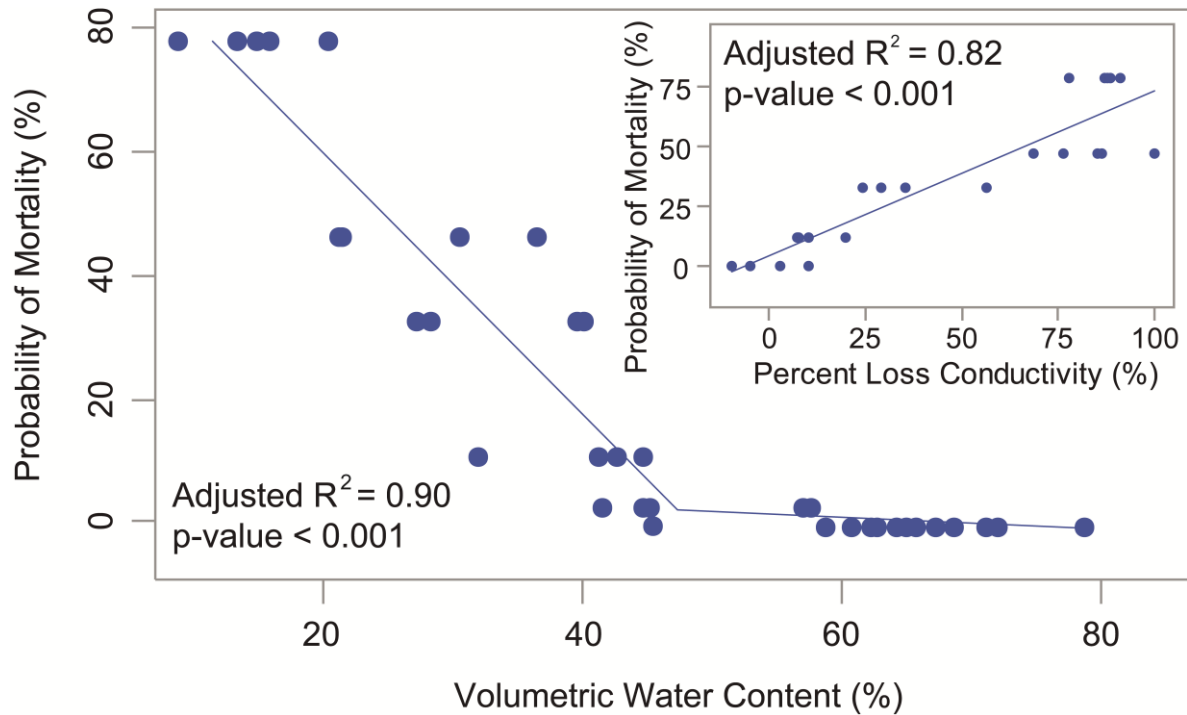 Probability of Mortality (%)
80
60
40
20
0
Adjusted R² = 0.90
p-value < 0.001
20
40
60
80
Volumetric Water Content (%)
Adjusted R² = 0.82
p-value < 0.001
Probability of Mortality (%)
75
50
25
0
0
25
50
75
100
Percent Loss Conductivity (%)